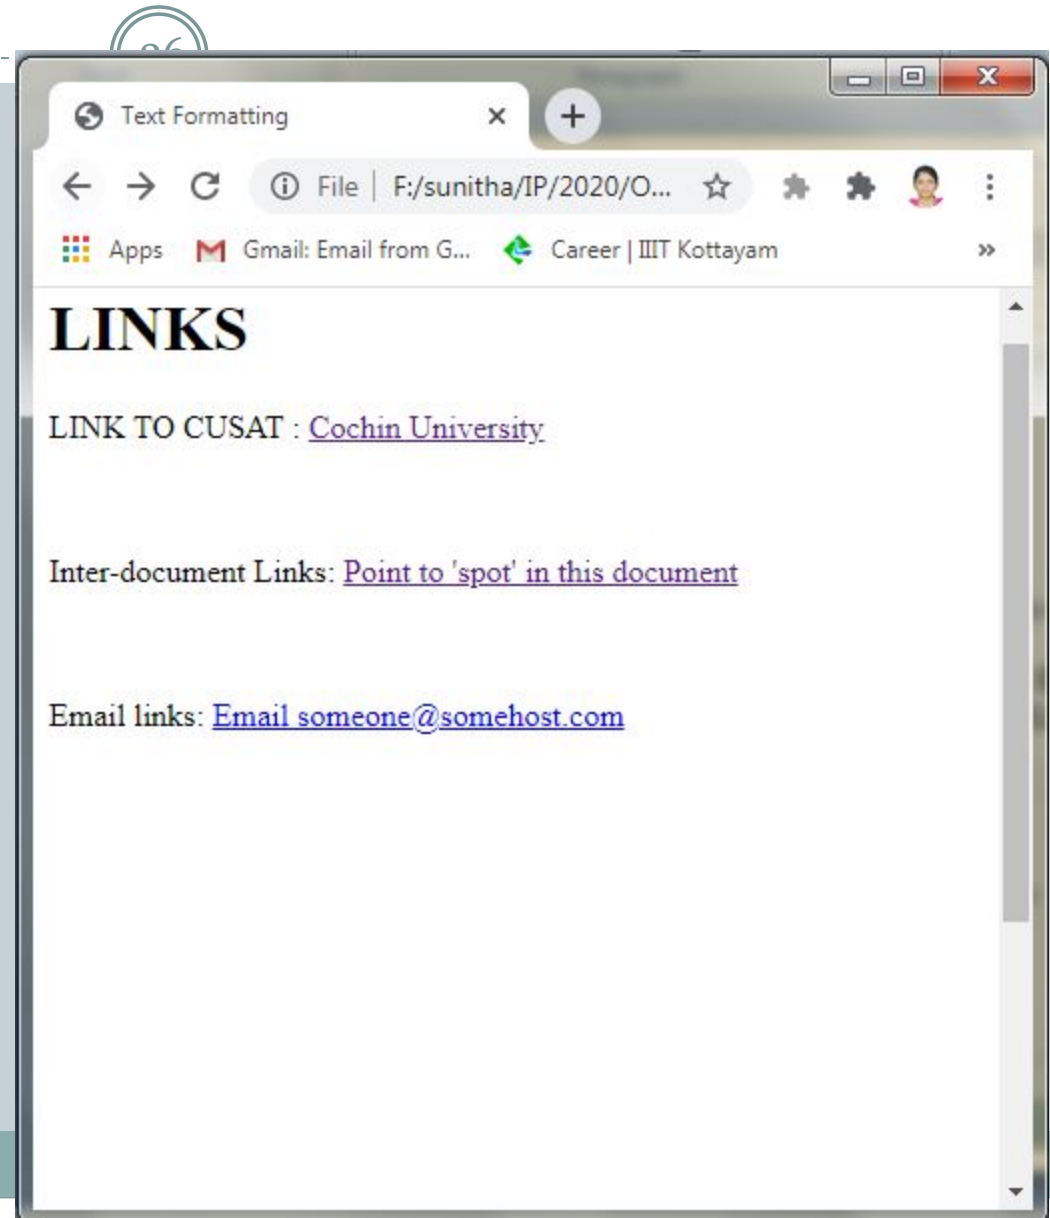 26
Text Formatting
File F:/sunitha/IP/2020/O...
Apps Gmail: Email from G... Career | IIIT Kottayam
LINKS
LINK TO CUSAT : Cochin University
Inter-document Links: Point to 'spot' in this document
Email links: Email someone@somehost.com